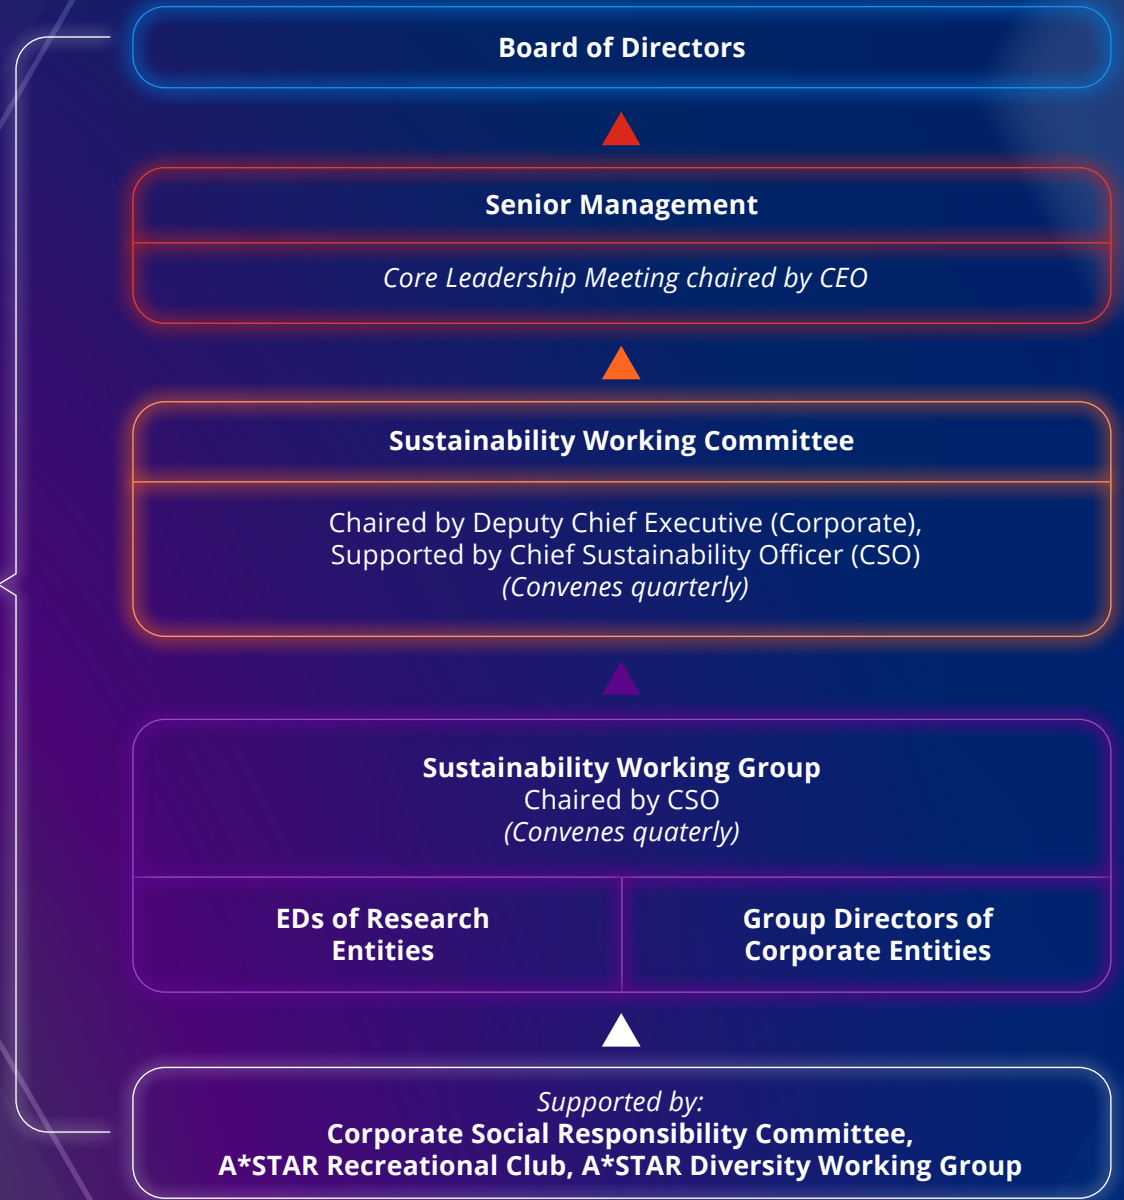 Board of Directors
Senior Management
Core Leadership Meeting chaired by CEO
Sustainability Working Committee
Chaired by Deputy Chief Executive (Corporate),
Supported by Chief Sustainability Officer (CSO)
(Convenes quarterly)
Sustainability Working Group
Chaired by CSO
(Convenes quaterly)
EDs of Research
Entities
Group Directors of
Corporate Entities
Supported by:
Corporate Social Responsibility Committee,
A*STAR Recreational Club, A*STAR Diversity Working Group